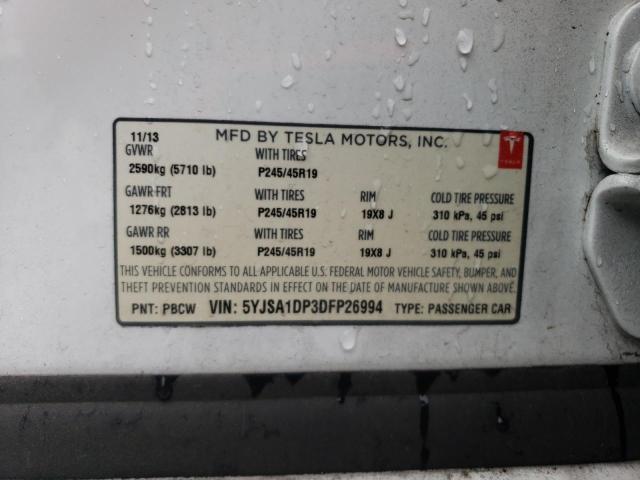 11/13 MFD BY TESLA MOTORS, INC.
GVWR WITH TIRES
2590kg (5710 lb) P245/45R19
GAWR FRT WITH TIRES RIM COLD TIRE PRESSURE
1276kg (2813 lb) P245/45R19 19X8 J 310 kPa, 45 psi
GAWR RR WITH TIRES RIM COLD TIRE PRESSURE
1500kg (3307 lb) P245/45R19 19X8 J 310 kPa, 45 psi
THIS VEHICLE CONFORMS TO ALL APPLICABLE U.S. FEDERAL MOTOR VEHICLE SAFETY, BUMPER, AND
THEFT PREVENTION STANDARDS IN EFFECT ON THE DATE OF MANUFACTURE SHOWN ABOVE.
PNT: PBCW VIN: 5YJSA1DP3DFP26994 TYPE: PASSENGER CAR
TESLA